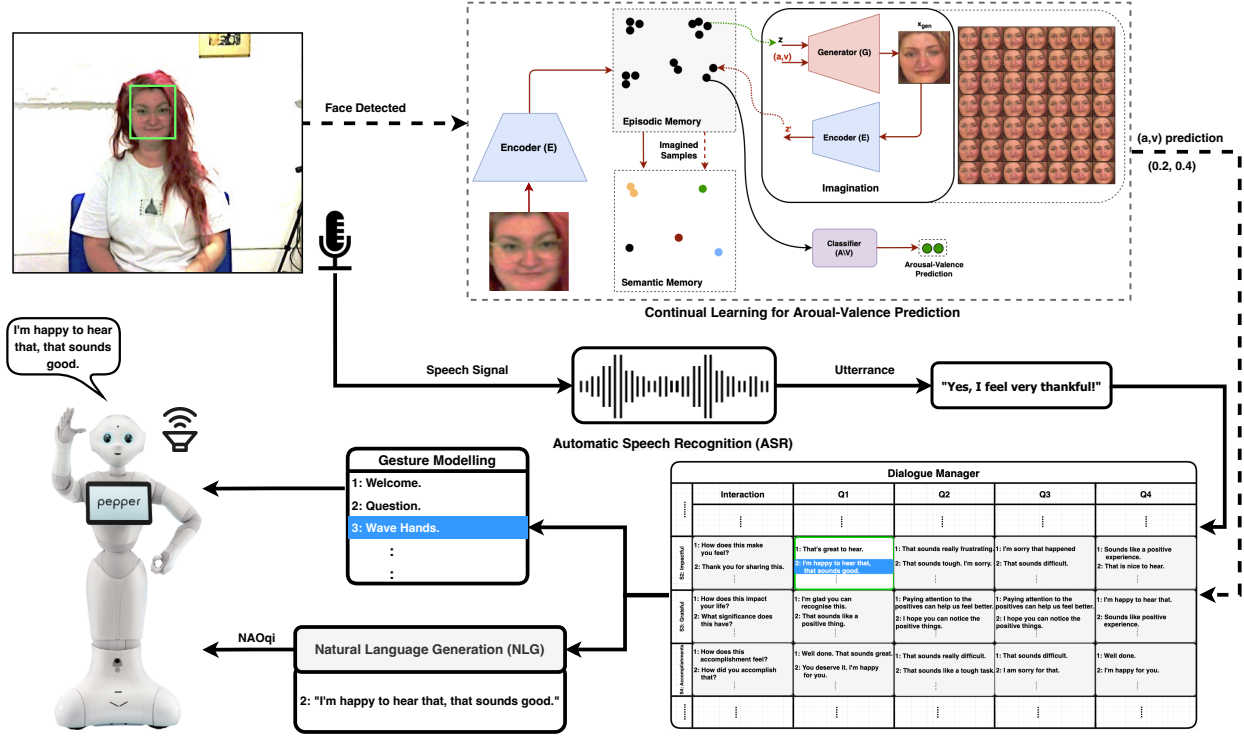 Face Detected
Encoder (E)
Episodic Memory
Imagined
Samples
Semantic Memory
z
(a,v)
Generator (G)
x_gen
z'
Encoder (E)
Imagination
Classifier
(A\V)
Arousal-Valence
Prediction
(a,v) prediction
(0.2, 0.4)
Continual Learning for Aroual-Valence Prediction
I'm happy to hear
that, that sounds
good.
Speech Signal
Utterrance
"Yes, I feel very thankful!"
Automatic Speech Recognition (ASR)
pepper
Gesture Modelling
1: Welcome.
2: Question.
3: Wave Hands.
:
:
NAOqi
Natural Language Generation (NLG)
2: "I'm happy to hear that, that sounds good."
Dialogue Manager
Interaction
Q1
Q2
Q3
Q4
S2: Impactful
1: How does this make
you feel?
2: Thank you for sharing this.
1: That's great to hear.
2: I'm happy to hear that,
that sounds good.
1: That sounds really frustrating.
2: That sounds tough. I'm sorry.
1: I'm sorry that happened
2: That sounds difficult.
1: Sounds like a positive
experience.
2: That is nice to hear.
S3: Grateful
1: How does this impact
your life?
2: What significance does
this have?
1: I'm glad you can
recognise this.
2: That sounds like a
positive thing.
1: Paying attention to the
positives can help us feel better.
2: I hope you can notice the
positive things.
1: Paying attention to the
positives can help us feel better.
2: I hope you can notice the
positive things.
1: I'm happy to hear that.
2: Sounds like positive
experience.
S4: Accomplishments
1: How does this
accomplishment feel?
2: How did you accomplish
that?
1: Well done. That sounds great.
2: You deserve it. I'm happy
for you.
1: That sounds really difficult.
2: That sounds like a tough task.
1: That sounds difficult.
2: I am sorry for that.
1: Well done.
2: I'm happy for you.